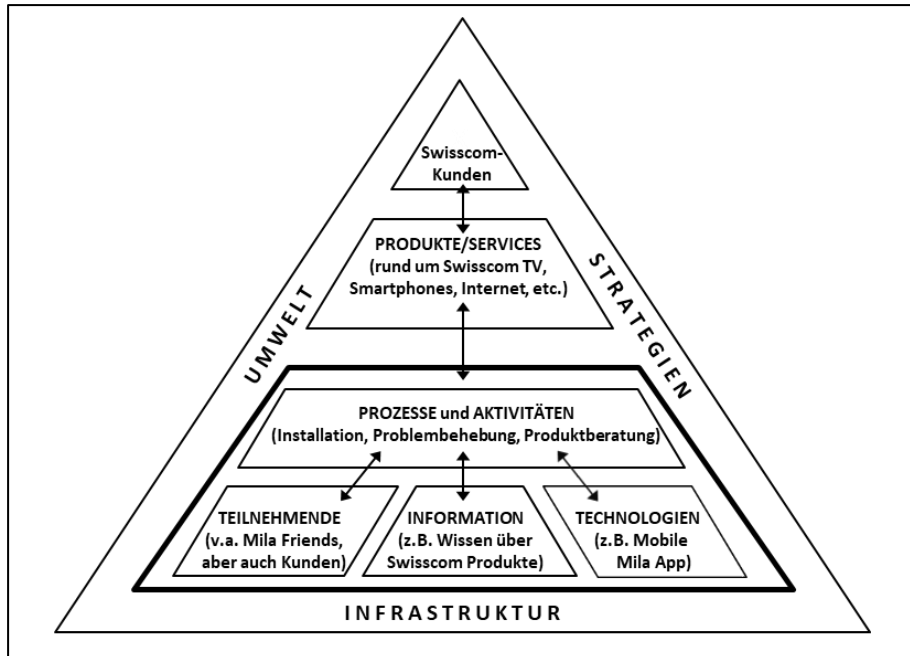 Swisscom-
Kunden
PRODUKTE/SERVICES
(rund um Swisscom TV,
Smartphones, Internet, etc.)
UMWELT
STRATEGIEN
PROZESSE und AKTIVITÄTEN
(Installation, Problembehebung, Produktberatung)
TEILNEHMENDE
(v.a. Mila Friends,
aber auch Kunden)
INFORMATION
(z.B. Wissen über
Swisscom Produkte)
TECHNOLOGIEN
(z.B. Mobile
Mila App)
INFRASTRUKTUR